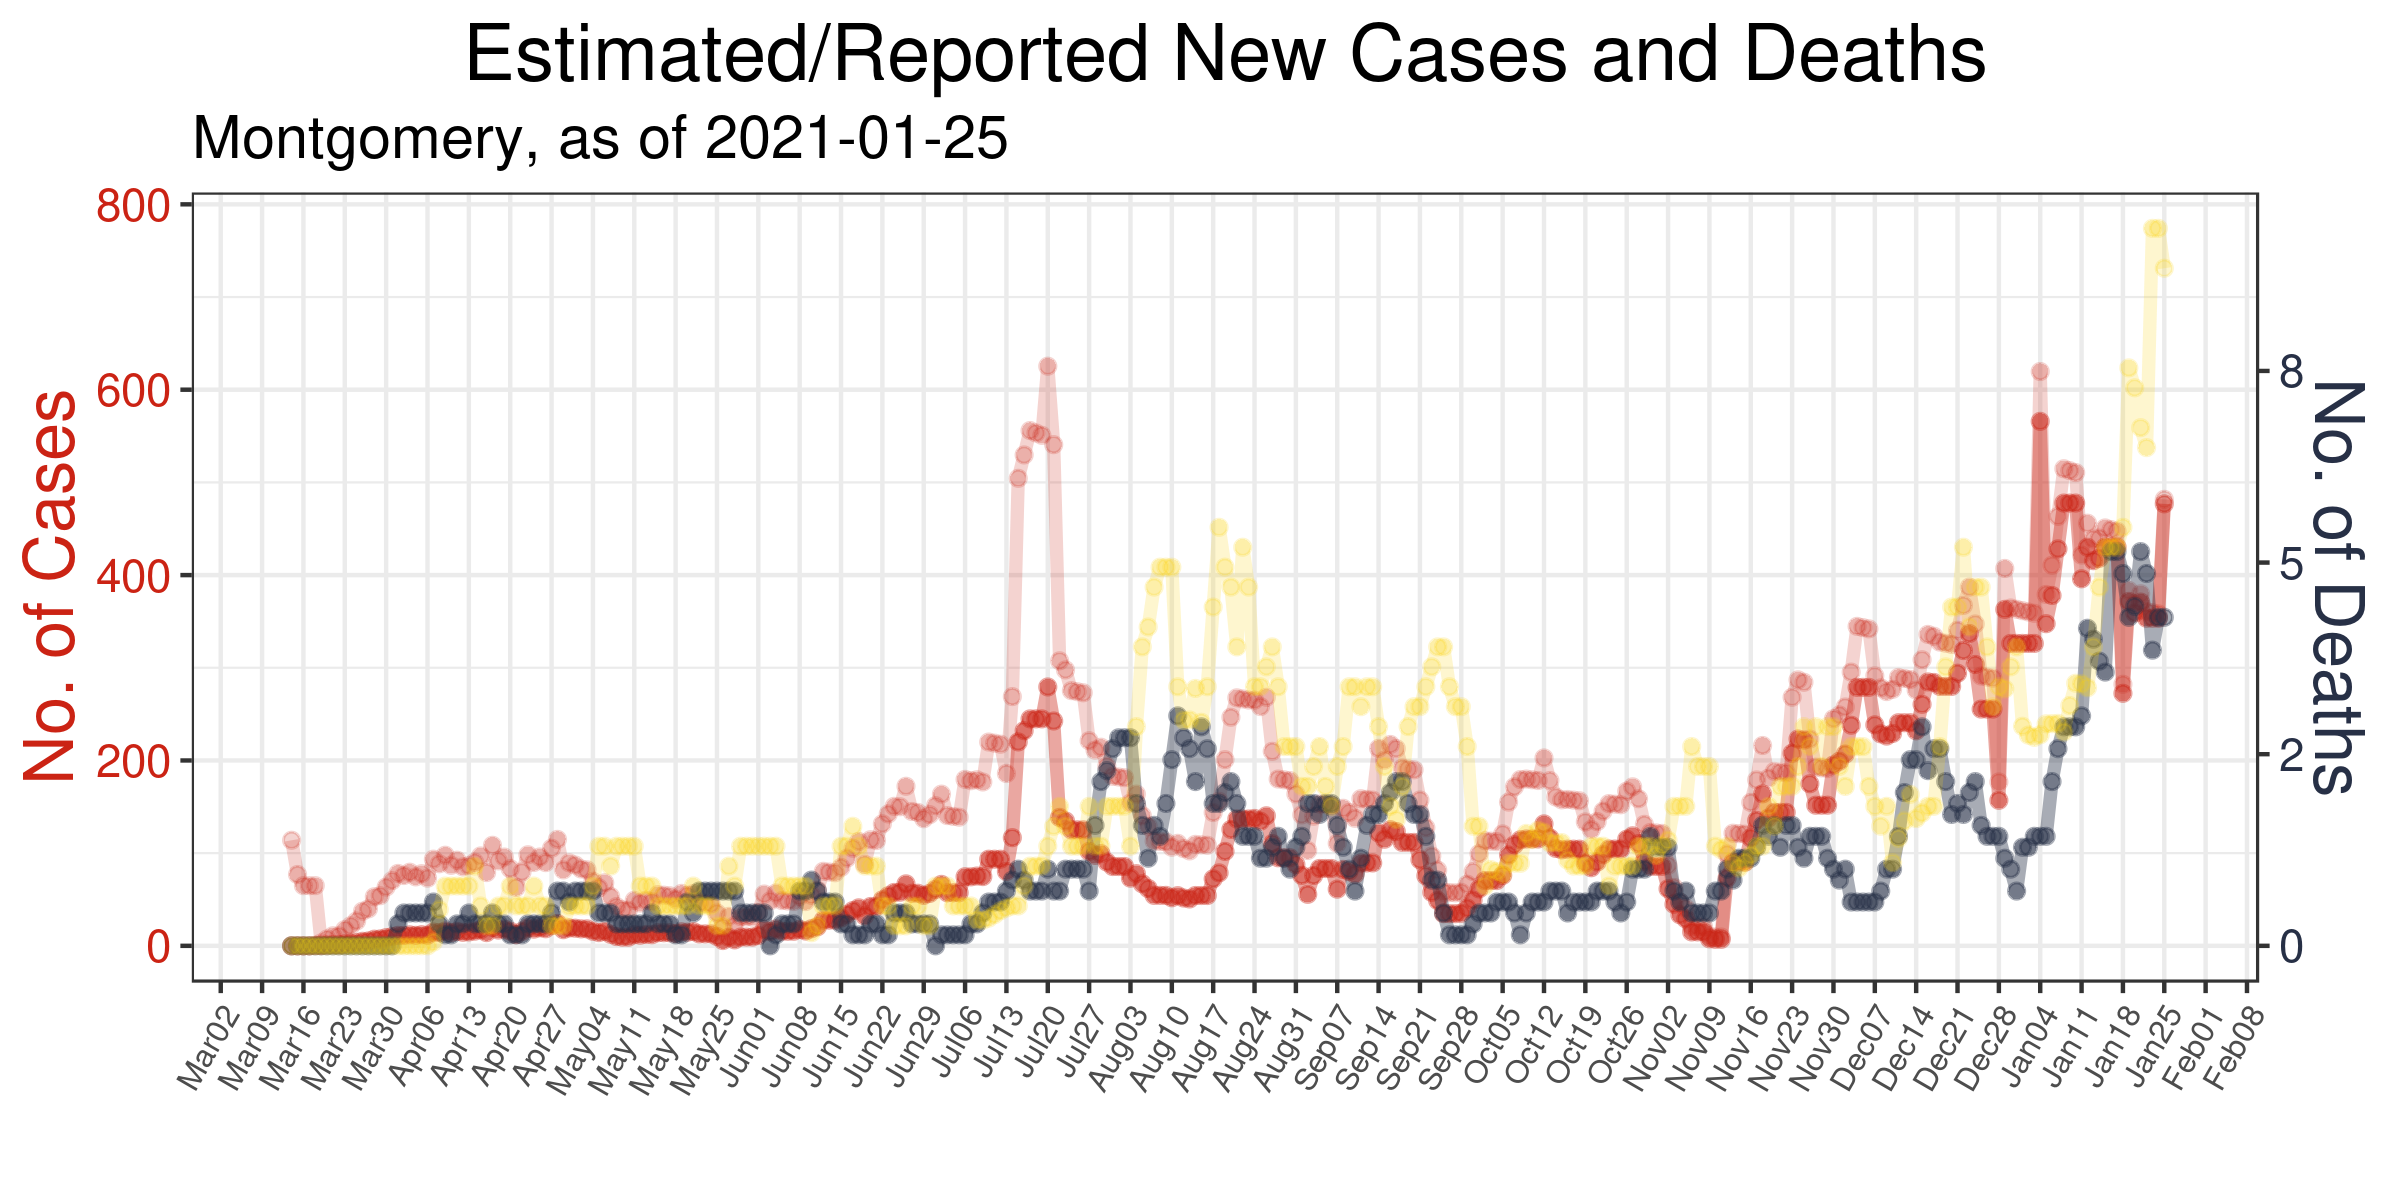 Estimated/Reported New Cases and Deaths
Montgomery, as of 2021-01-25
No. of Cases
800
600
400
200
0
8
5
2
0
No. of Deaths
Mar02
Mar09
Mar16
Mar23
Mar30
Apr06
Apr13
Apr20
Apr27
May04
May11
May18
May25
Jun01
Jun08
Jun15
Jun22
Jun29
Jul06
Jul13
Jul20
Jul27
Aug03
Aug10
Aug17
Aug24
Aug31
Sep07
Sep14
Sep21
Sep28
Oct05
Oct12
Oct19
Oct26
Nov02
Nov09
Nov16
Nov23
Nov30
Dec07
Dec14
Dec21
Dec28
Jan04
Jan11
Jan18
Jan25
Feb01
Feb08